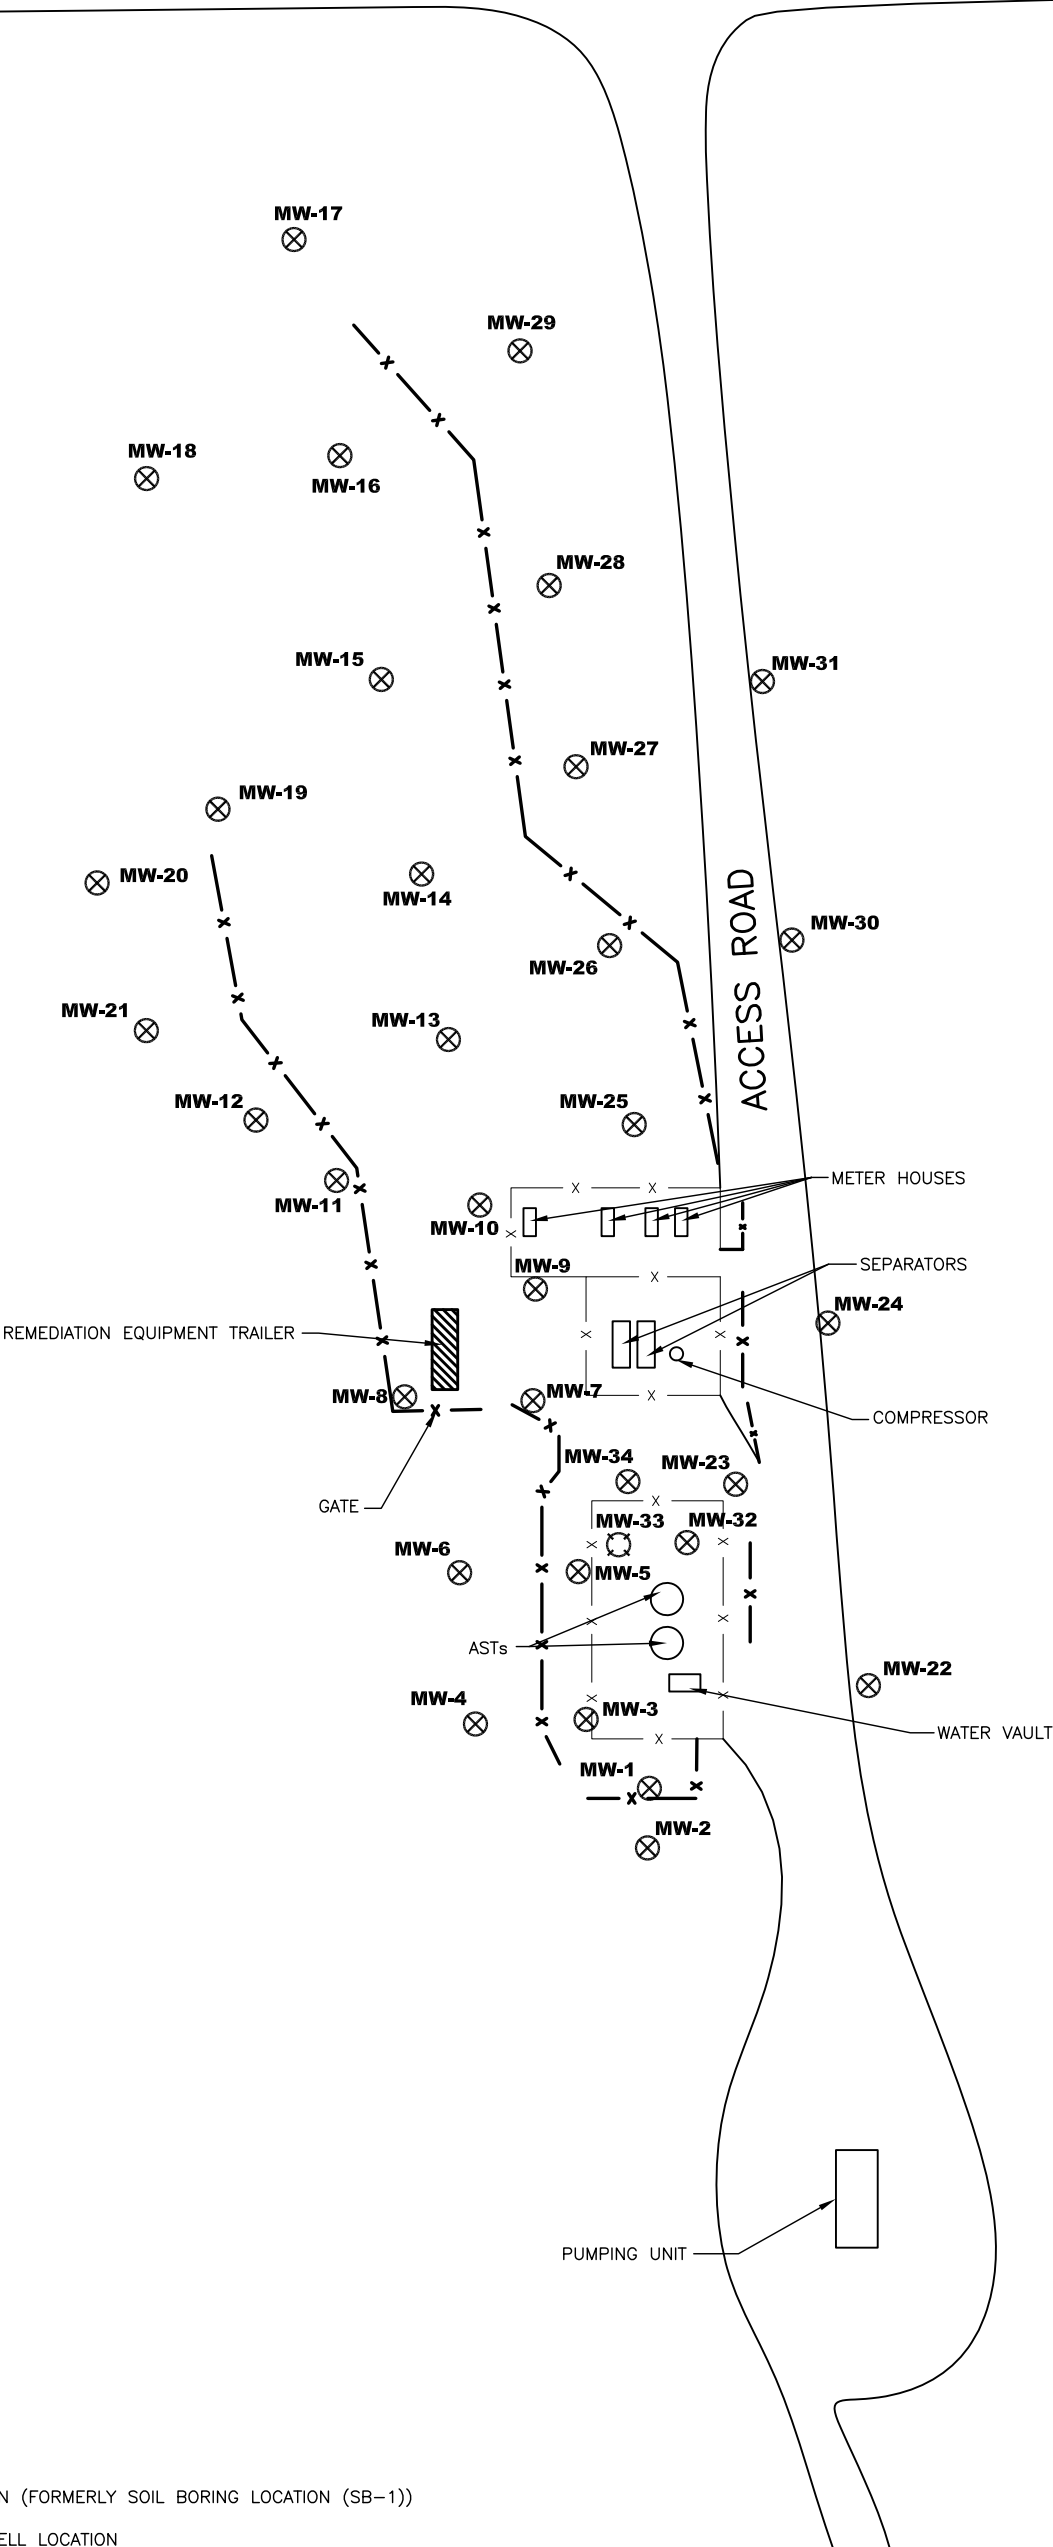 MW-17
MW-29
MW-18
MW-16
MW-28
MW-15
MW-31
MW-27
MW-19
MW-20
MW-14
ACCESS ROAD
MW-30
MW-26
MW-21
MW-13
MW-12
MW-25
MW-11
METER HOUSES
MW-10
MW-9
SEPARATORS
MW-24
REMEDIATION EQUIPMENT TRAILER
MW-8
MW-7
COMPRESSOR
MW-34
MW-23
GATE
MW-33
MW-32
MW-6
MW-5
ASTs
MW-22
MW-4
MW-3
WATER VAULT
MW-1
MW-2
PUMPING UNIT
N (FORMERLY SOIL BORING LOCATION (SB-1))
ELL LOCATION